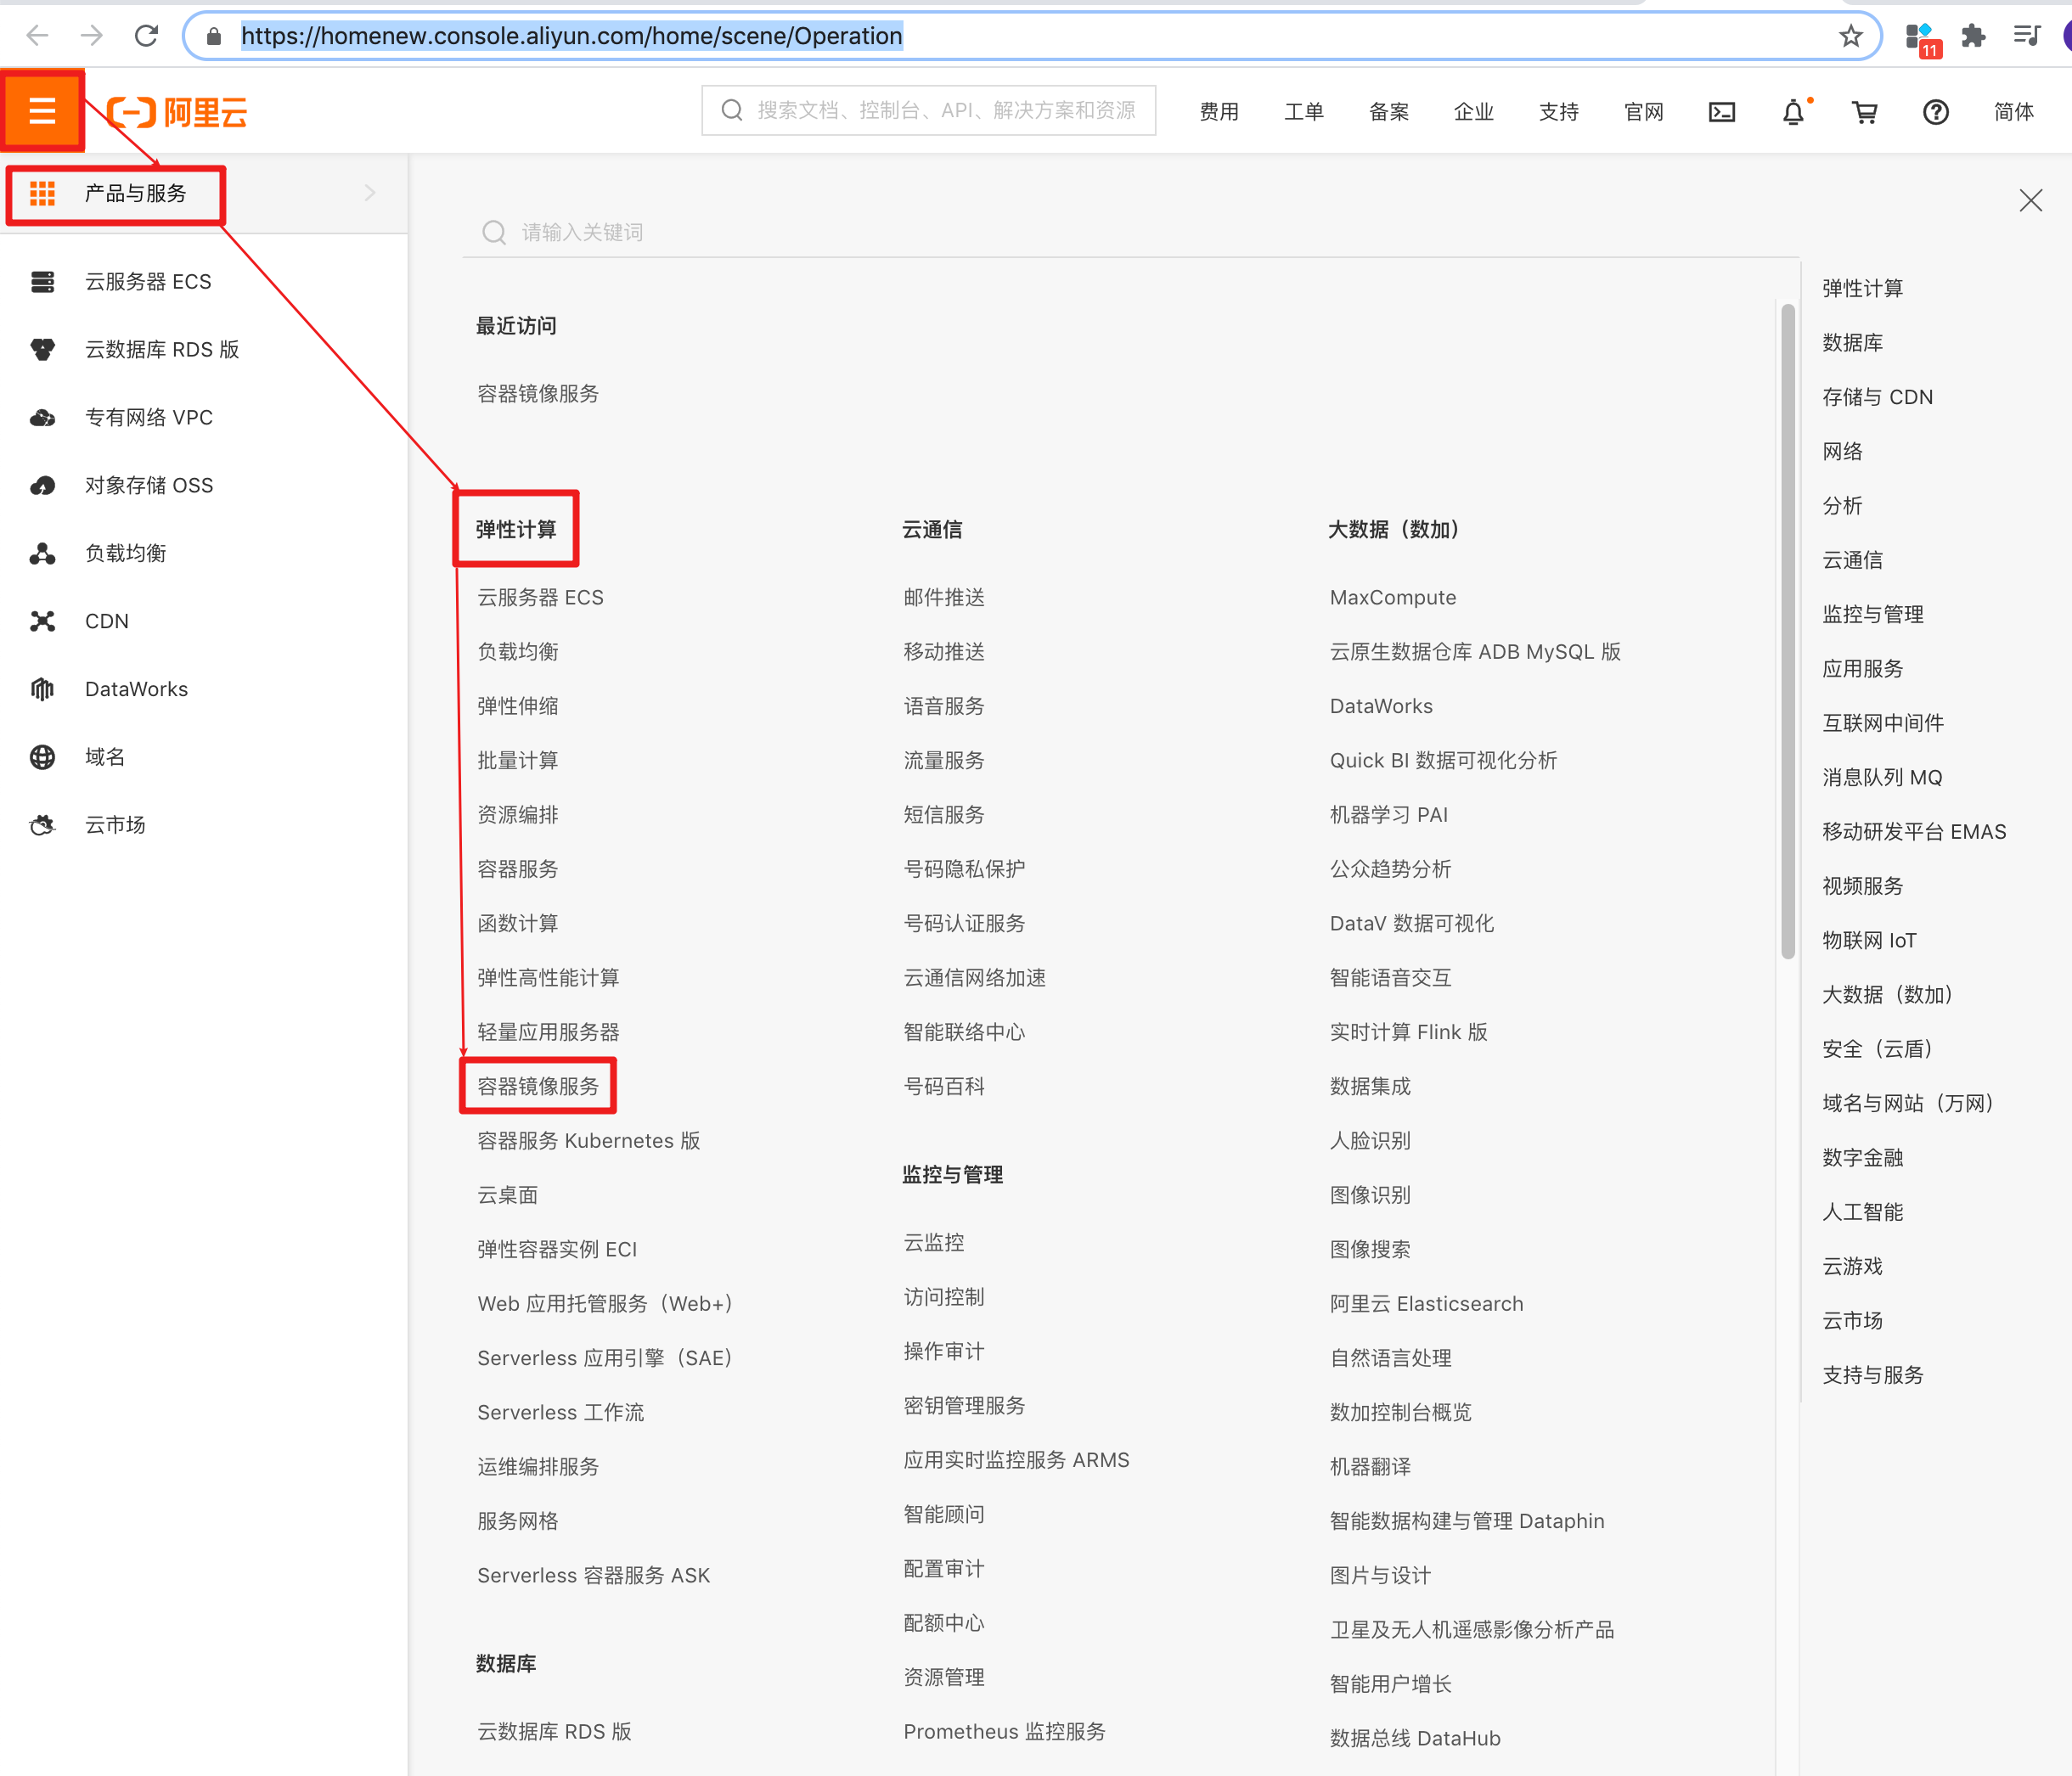 https://homenew.console.aliyun.com/home/scene/Operation
11
阿里云
搜索文档、控制台、API、解决方案和资源
费用
工单
备案
企业
支持
官网
简体
产品与服务
云服务器 ECS
云数据库 RDS 版
专有网络 VPC
对象存储 OSS
负载均衡
CDN
DataWorks
域名
云市场
请输入关键词
最近访问
容器镜像服务
弹性计算
云服务器 ECS
负载均衡
弹性伸缩
批量计算
资源编排
容器服务
函数计算
弹性高性能计算
轻量应用服务器
容器镜像服务
容器服务 Kubernetes 版
云桌面
弹性容器实例 ECI
Web 应用托管服务（Web+）
Serverless 应用引擎（SAE）
Serverless 工作流
运维编排服务
服务网格
Serverless 容器服务 ASK
数据库
云数据库 RDS 版
云通信
邮件推送
移动推送
语音服务
流量服务
短信服务
号码隐私保护
号码认证服务
云通信网络加速
智能联络中心
号码百科
监控与管理
云监控
访问控制
操作审计
密钥管理服务
应用实时监控服务 ARMS
智能顾问
配置审计
配额中心
资源管理
Prometheus 监控服务
大数据（数加）
MaxCompute
云原生数据仓库 ADB MySQL 版
DataWorks
Quick BI 数据可视化分析
机器学习 PAI
公众趋势分析
DataV 数据可视化
智能语音交互
实时计算 Flink 版
数据集成
人脸识别
图像识别
图像搜索
阿里云 Elasticsearch
自然语言处理
数加控制台概览
机器翻译
智能数据构建与管理 Dataphin
图片与设计
卫星及无人机遥感影像分析产品
智能用户增长
数据总线 DataHub
弹性计算
数据库
存储与 CDN
网络
分析
云通信
监控与管理
应用服务
互联网中间件
消息队列 MQ
移动研发平台 EMAS
视频服务
物联网 IoT
大数据（数加）
安全（云盾）
域名与网站（万网）
数字金融
人工智能
云游戏
云市场
支持与服务